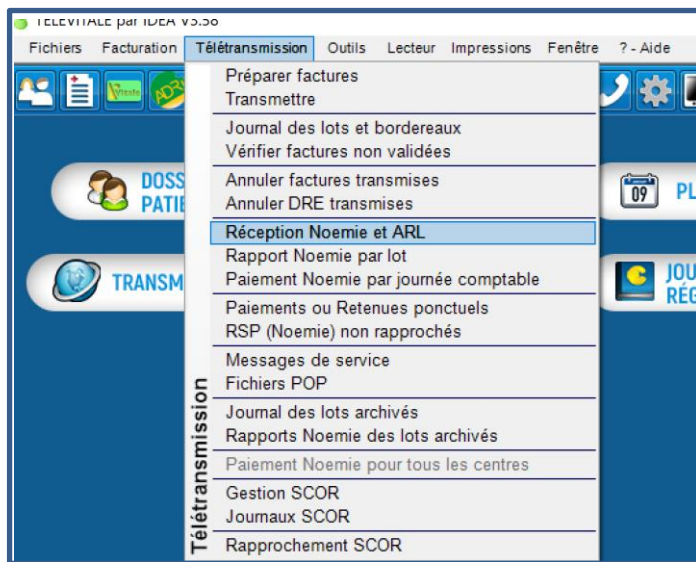 TELEVITALE par IDEA V3.58
Fichiers Facturation Télétransmission Outils Lecteur Impressions Fenêtre ? - Aide
Vitale
ADR
Préparer factures
Transmettre
Journal des lots et bordereaux
Vérifier factures non validées
Annuler factures transmises
Annuler DRE transmises
Réception Noemie et ARL
Rapport Noemie par lot
Paiement Noemie par journée comptable
Paiements ou Retenues ponctuels
RSP (Noemie) non rapprochés
Messages de service
Fichiers POP
Journal des lots archivés
Rapports Noemie des lots archivés
Paiement Noemie pour tous les centres
Gestion SCOR
Journaux SCOR
Rapprochement SCOR
Télétransmission
DOSS
PATIE
TRANSM
09
PL
JOU
RÉG